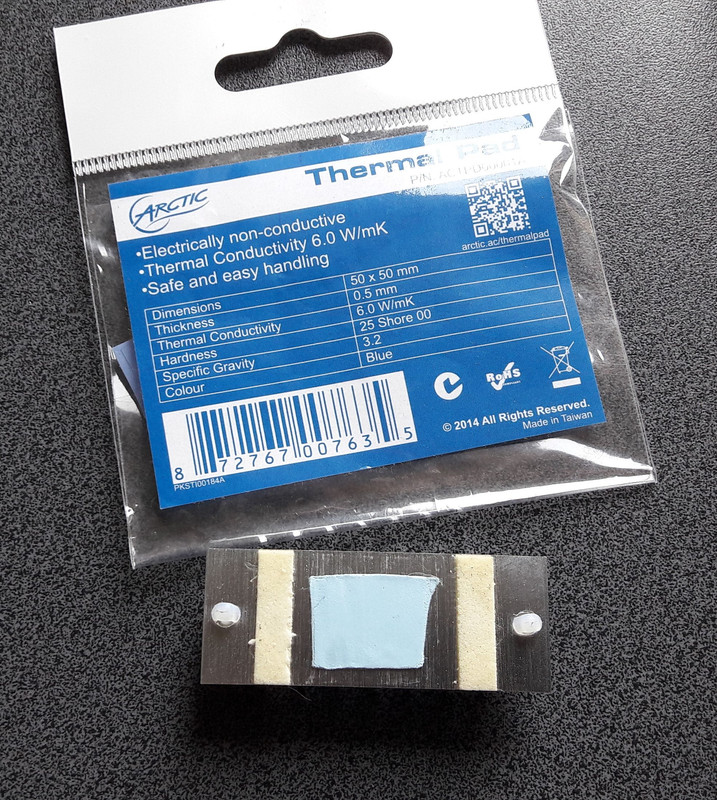 Thermal Pad
P/N:
ARCTIC
•Electrically non-conductive
•Thermal Conductivity 6.0 W/mK
•Safe and easy handling
arctic.ac/thermalpad
Dimensions 50 x 50 mm
Thickness 0.5 mm
Thermal Conductivity 6.0 W/mK
Hardness 25 Shore 00
Specific Gravity 3.2
Colour Blue
RoHS
© 2014 All Rights Reserved.
Made in Taiwan
8 72767 00763 5
PKSTI00184A